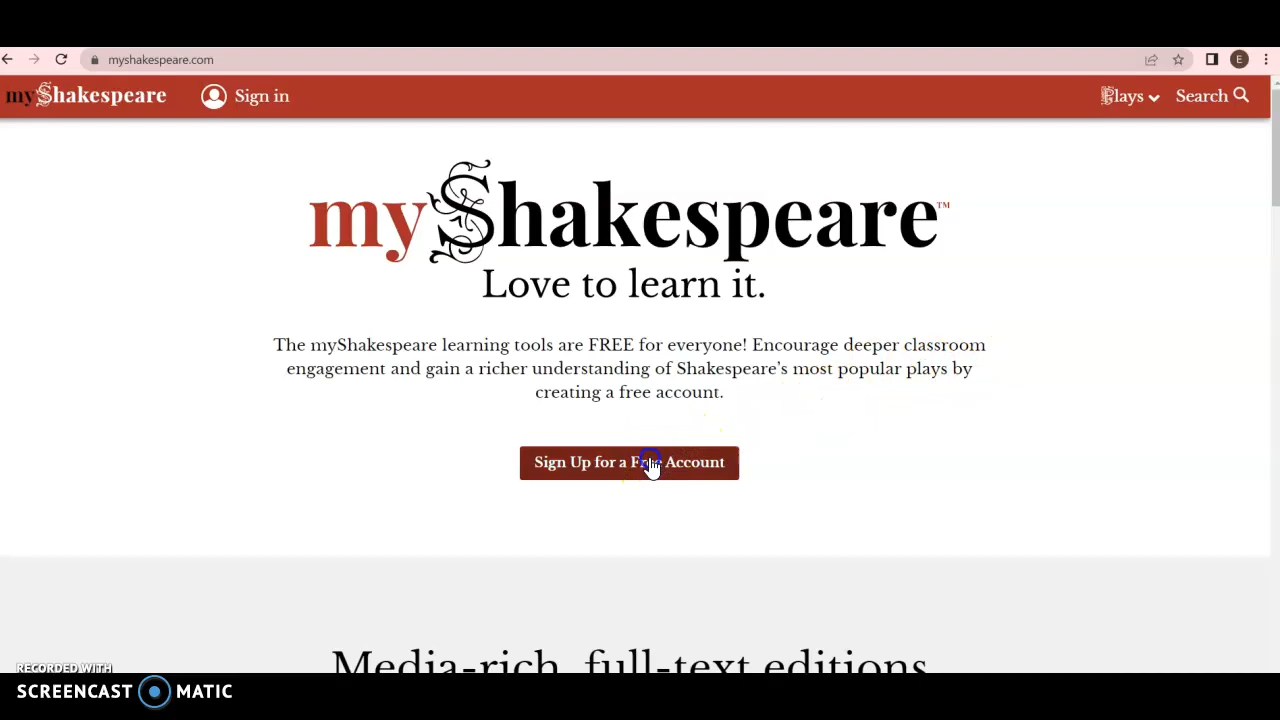 myshakespeare.com
E
myShakespeare
Sign in
Plays
Search
myShakespeare™
Love to learn it.
The myShakespeare learning tools are FREE for everyone! Encourage deeper classroom
engagement and gain a richer understanding of Shakespeare's most popular plays by
creating a free account.
Sign Up for a Free Account
Media-rich, full-text editions
RECORDED WITH
SCREENCAST MATIC